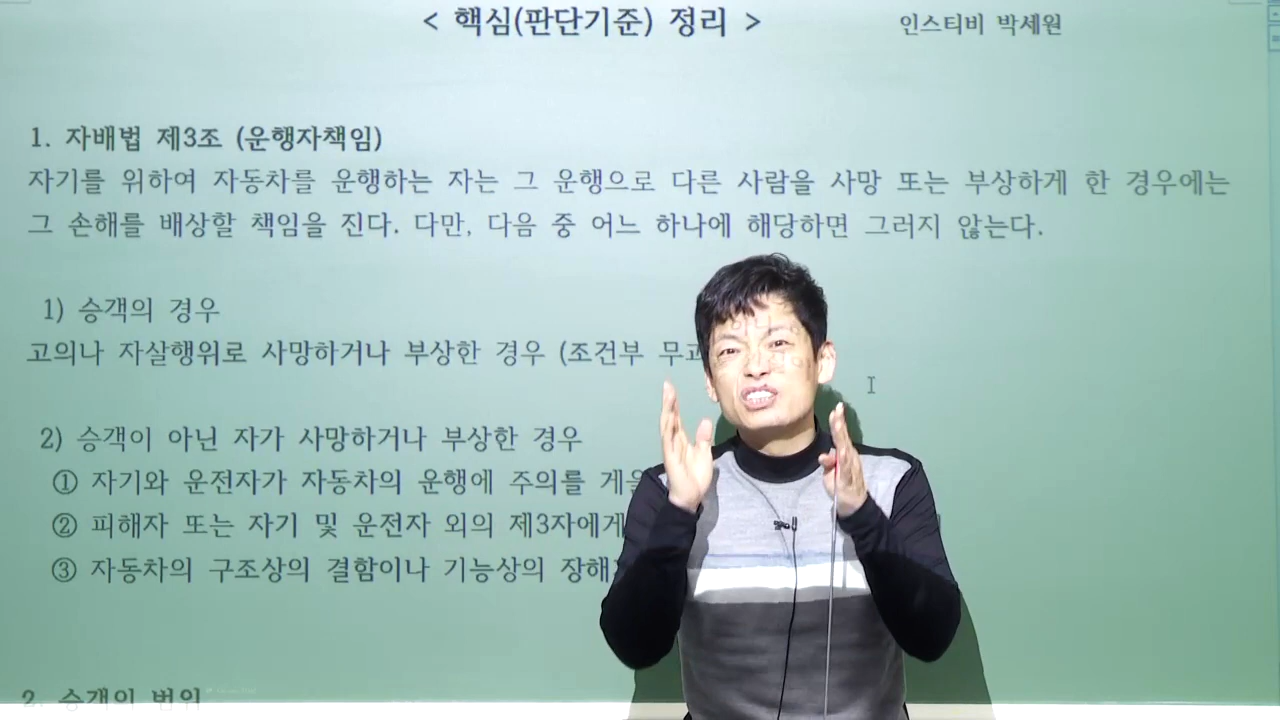 < 핵심(판단기준) 정리 >
인스티비 박세원
1. 자배법 제3조 (운행자책임)
자기를 위하여 자동차를 운행하는 자는 그 운행으로 다른 사람을 사망 또는 부상하게 한 경우에는
그 손해를 배상할 책임을 진다. 다만, 다음 중 어느 하나에 해당하면 그러지 않는다.
1) 승객의 경우
고의나 자살행위로 사망하거나 부상한 경우 (조건부
2) 승객이 아닌 자가 사망하거나 부상한 경우
① 자기와 운전자가 자동차의 운행에 주의를
② 피해자 또는 자기 및 운전자 외의 제3자에게
③ 자동차의 구조상의 결함이나 기능상의
2. 승객의 범위